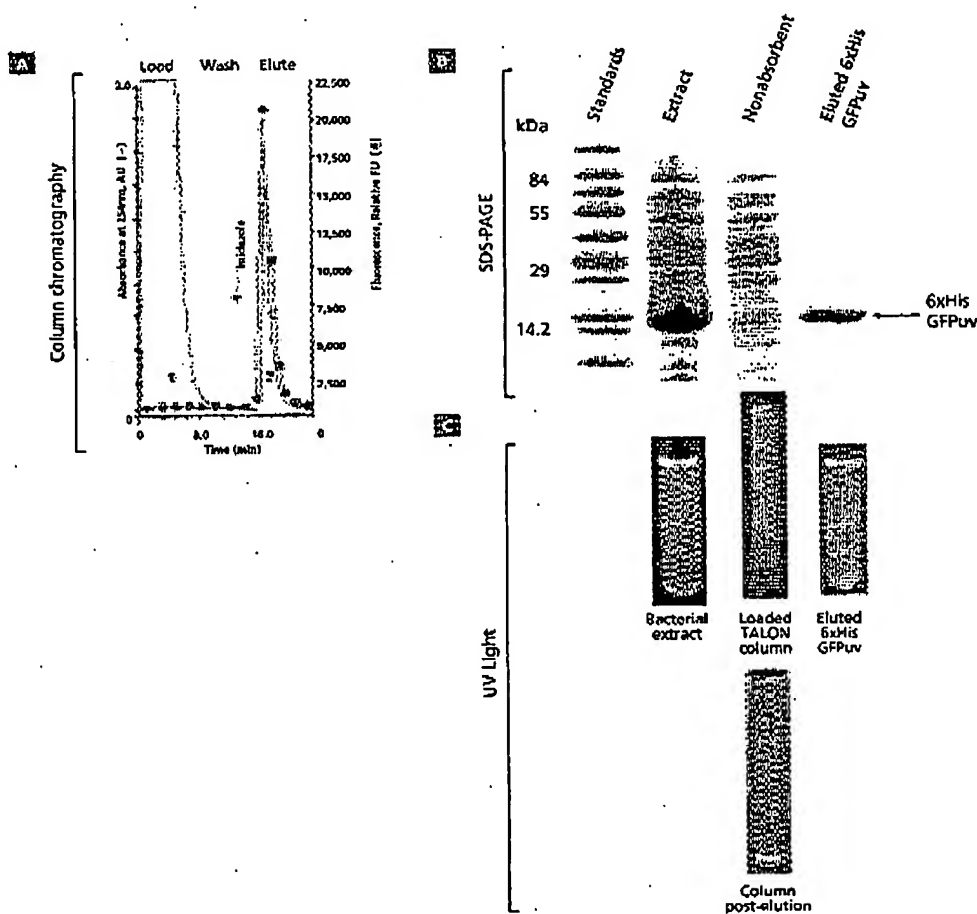 A
Load Wash Elute
Column chromatography
Absorbance at 254nm, AU (–)
2.0
0
22,500
20,000
17,500
15,000
12,500
10,000
7,500
5,000
2,500
0
Fluorescence, Relative FU
Imidazole
0
8.0
16.0
Time (min)
B
SDS-PAGE
kDa
Standards
Extract
Nonabsorbent
Eluted 6xHis
GFPuv
84
55
29
14.2
6xHis
GFPuv
C
UV Light
Bacterial
extract
Loaded
TALON
column
Eluted
6xHis
GFPuv
Column
post-elution